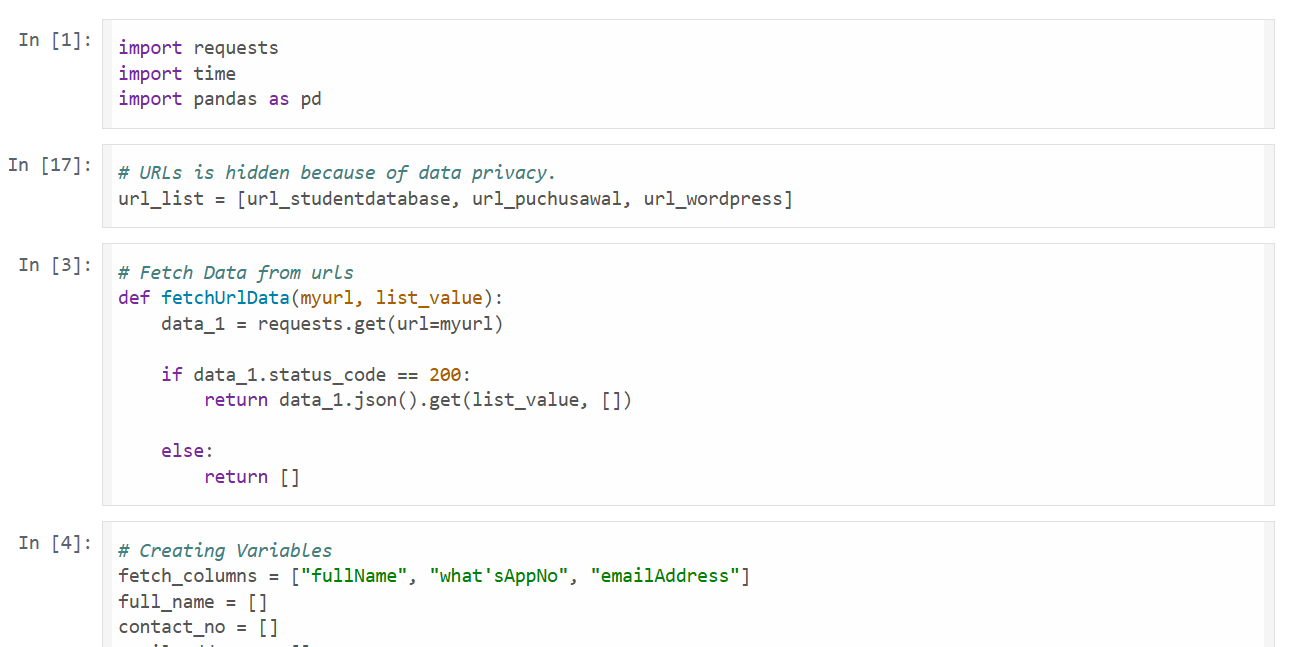 In [1]:
import requests
import time
import pandas as pd
In [17]:
# URLs is hidden because of data privacy.
url_list = [url_studentdatabase, url_puchusawal, url_wordpress]
In [3]:
# Fetch Data from urls
def fetchUrlData(myurl, list_value):
    data_1 = requests.get(url=myurl)
    if data_1.status_code == 200:
        return data_1.json().get(list_value, [])
    else:
        return []
In [4]:
# Creating Variables
fetch_columns = ["fullName", "what'sAppNo", "emailAddress"]
full_name = []
contact_no = []